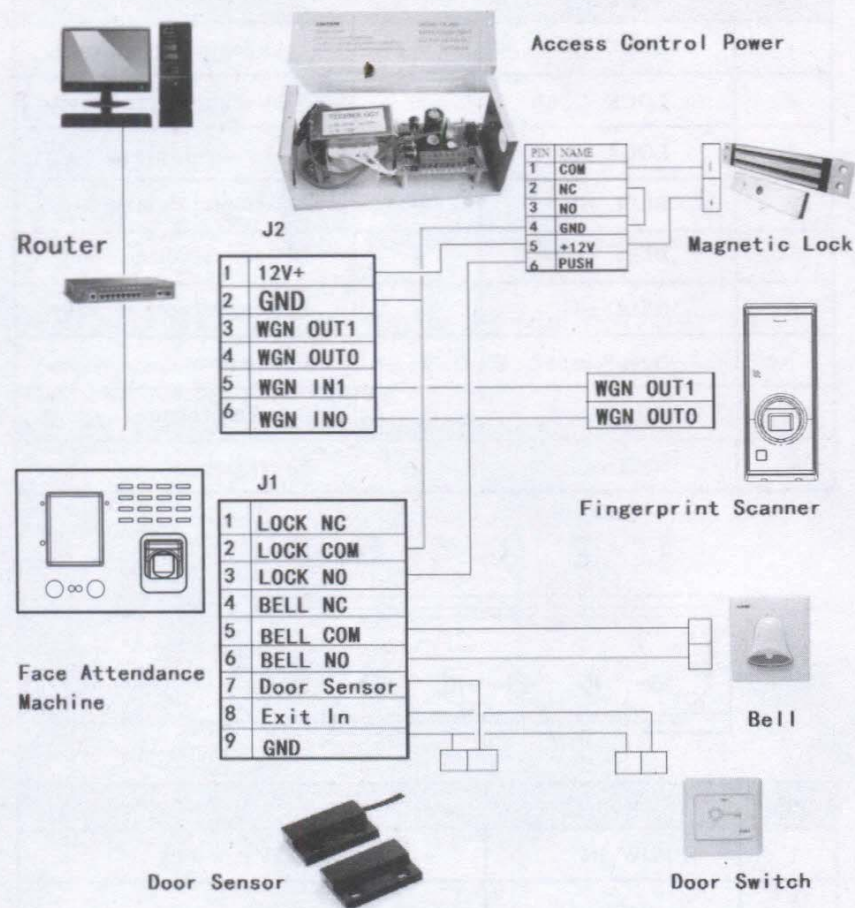 Access Control Power
PIN NAME
1 COM
2 NC
3 NO
4 GND
5 +12V
6 PUSH
Magnetic Lock
Router
J2
1 12V+
2 GND
3 WGN OUT1
4 WGN OUT0
5 WGN IN1
6 WGN IN0
WGN OUT1
WGN OUT0
Fingerprint Scanner
J1
1 LOCK NC
2 LOCK COM
3 LOCK NO
4 BELL NC
5 BELL COM
6 BELL NO
7 Door Sensor
8 Exit In
9 GND
Face Attendance
Machine
Bell
Door Sensor
Door Switch